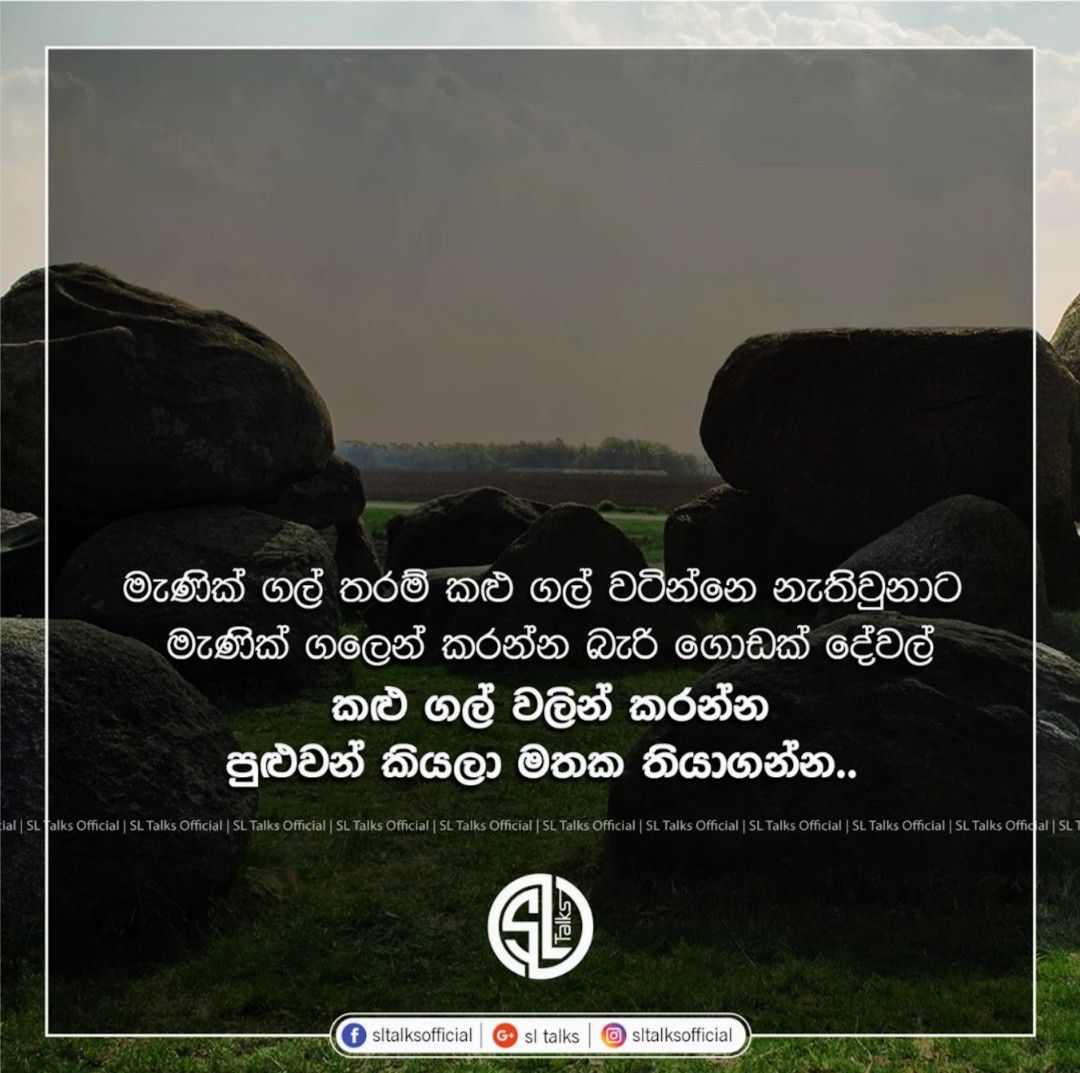 මැණික් ගල් තරම් කළු ගල් වටින්නෙ නැතිවුනාට
මැණික් ගලෙන් කරන්න බැරි ගොඩක් දේවල්
කළු ගල් වලින් කරන්න
පුළුවන් කියලා මතක තියාගන්න..
ial | SL Talks Official | SL Talks Official | SL Talks Official | SL Talks Official | SL Talks Official | SL Talks Official | SL Talks Official | SL Talks Official | SL Talks Official | SL Talks Official | SL T
SL Talks
sltalksofficial | sl talks | sltalksofficial